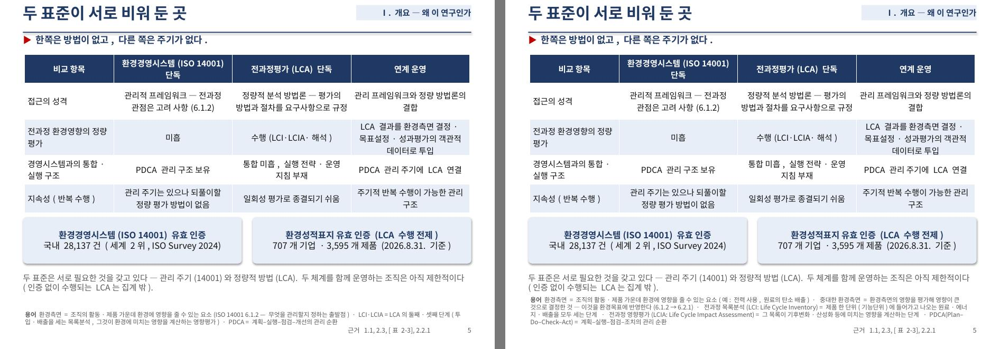 두 표준이 서로 비워 둔 곳
Ⅰ. 개요 — 왜 이 연구인가
▶ 한쪽은 방법이 없고, 다른 쪽은 주기가 없다.
비교 항목
환경경영시스템 (ISO 14001)
단독
전과정평가 (LCA) 단독
연계 운영
접근의 성격
관리적 프레임워크 — 전과정
관점은 고려 사항 (6.1.2)
정량적 분석 방법론 — 평가의
방법과 절차를 요구사항으로 규정
관리 프레임워크와 정량 방법론의
결합
전과정 환경영향의 정량
평가
미흡
수행 (LCI·LCIA· 해석 )
LCA 결과를 환경측면 결정 ·
목표설정 · 성과평가의 객관적
데이터로 투입
경영시스템과의 통합 ·
실행 구조
PDCA 관리 구조 보유
통합 미흡 , 실행 전략 · 운영
지침 부재
PDCA 관리 주기에 LCA 연결
지속성 ( 반복 수행 )
관리 주기는 있으나 되풀이할
정량 평가 방법이 없음
일회성 평가로 종결되기 쉬움
주기적 반복 수행이 가능한 관리
구조
환경경영시스템 (ISO 14001) 유효 인증
국내 28,137 건 ( 세계 2 위 , ISO Survey 2024)
환경성적표지 유효 인증 (LCA 수행 전제 )
707 개 기업 · 3,595 개 제품 (2026.8.31. 기준 )
두 표준은 서로 필요한 것을 갖고 있다 — 관리 주기 (14001) 와 정량적 방법 (LCA). 두 체계를 함께 운영하는 조직은 아직 제한적이다
( 인증 없이 수행되는 LCA 는 집계 밖 ).
용어 환경측면 = 조직의 활동 · 제품 가운데 환경에 영향을 줄 수 있는 요소 (ISO 14001 6.1.2 — 무엇을 관리할지 정하는 출발점 ) · LCI·LCIA = LCA 의 둘째 · 셋째 단계 ( 투
입 · 배출을 세는 목록분석 , 그것이 환경에 미치는 영향을 계산하는 영향평가 ) · PDCA = 계획–실행–점검–개선의 관리 순환
근거 1.1, 2.3, [ 표 2-3], 2.2.1
5
두 표준이 서로 비워 둔 곳
Ⅰ. 개요 — 왜 이 연구인가
▶ 한쪽은 방법이 없고, 다른 쪽은 주기가 없다.
비교 항목
환경경영시스템 (ISO 14001)
단독
전과정평가 (LCA) 단독
연계 운영
접근의 성격
관리적 프레임워크 — 전과정
관점은 고려 사항 (6.1.2)
정량적 분석 방법론 — 평가의
방법과 절차를 요구사항으로 규정
관리 프레임워크와 정량 방법론의
결합
전과정 환경영향의 정량
평가
미흡
수행 (LCI·LCIA· 해석 )
LCA 결과를 환경측면 결정 ·
목표설정 · 성과평가의 객관적
데이터로 투입
경영시스템과의 통합 ·
실행 구조
PDCA 관리 구조 보유
통합 미흡 , 실행 전략 · 운영
지침 부재
PDCA 관리 주기에 LCA 연결
지속성 ( 반복 수행 )
관리 주기는 있으나 되풀이할
정량 평가 방법이 없음
일회성 평가로 종결되기 쉬움
주기적 반복 수행이 가능한 관리
구조
환경경영시스템 (ISO 14001) 유효 인증
국내 28,137 건 ( 세계 2 위 , ISO Survey 2024)
환경성적표지 유효 인증 (LCA 수행 전제 )
707 개 기업 · 3,595 개 제품 (2026.8.31. 기준 )
두 표준은 서로 필요한 것을 갖고 있다 — 관리 주기 (14001) 와 정량적 방법 (LCA). 두 체계를 함께 운영하는 조직은 아직 제한적이다
( 인증 없이 수행되는 LCA 는 집계 밖 ).
용어 환경측면 = 조직의 활동 · 제품 가운데 환경에 영향을 줄 수 있는 요소 ( 예 : 전력 사용 , 원료의 탄소 배출 ) · 중대한 환경측면 = 환경측면의 영향을 평가해 영향이 큰
것으로 결정한 것 — 이것을 환경목표에 반영한다 (6.1.2 → 6.2.1) · 전과정 목록분석 (LCI: Life Cycle Inventory) = 제품 한 단위 ( 기능단위 ) 에 들어가고 나오는 원료 · 에너
지 · 배출을 모두 세는 단계 · 전과정 영향평가 (LCIA: Life Cycle Impact Assessment) = 그 목록이 기후변화 · 산성화 등에 미치는 영향을 계산하는 단계 · PDCA(Plan–
Do–Check–Act) = 계획–실행–점검–조치의 관리 순환
근거 1.1, 2.3, [ 표 2-3], 2.2.1
5